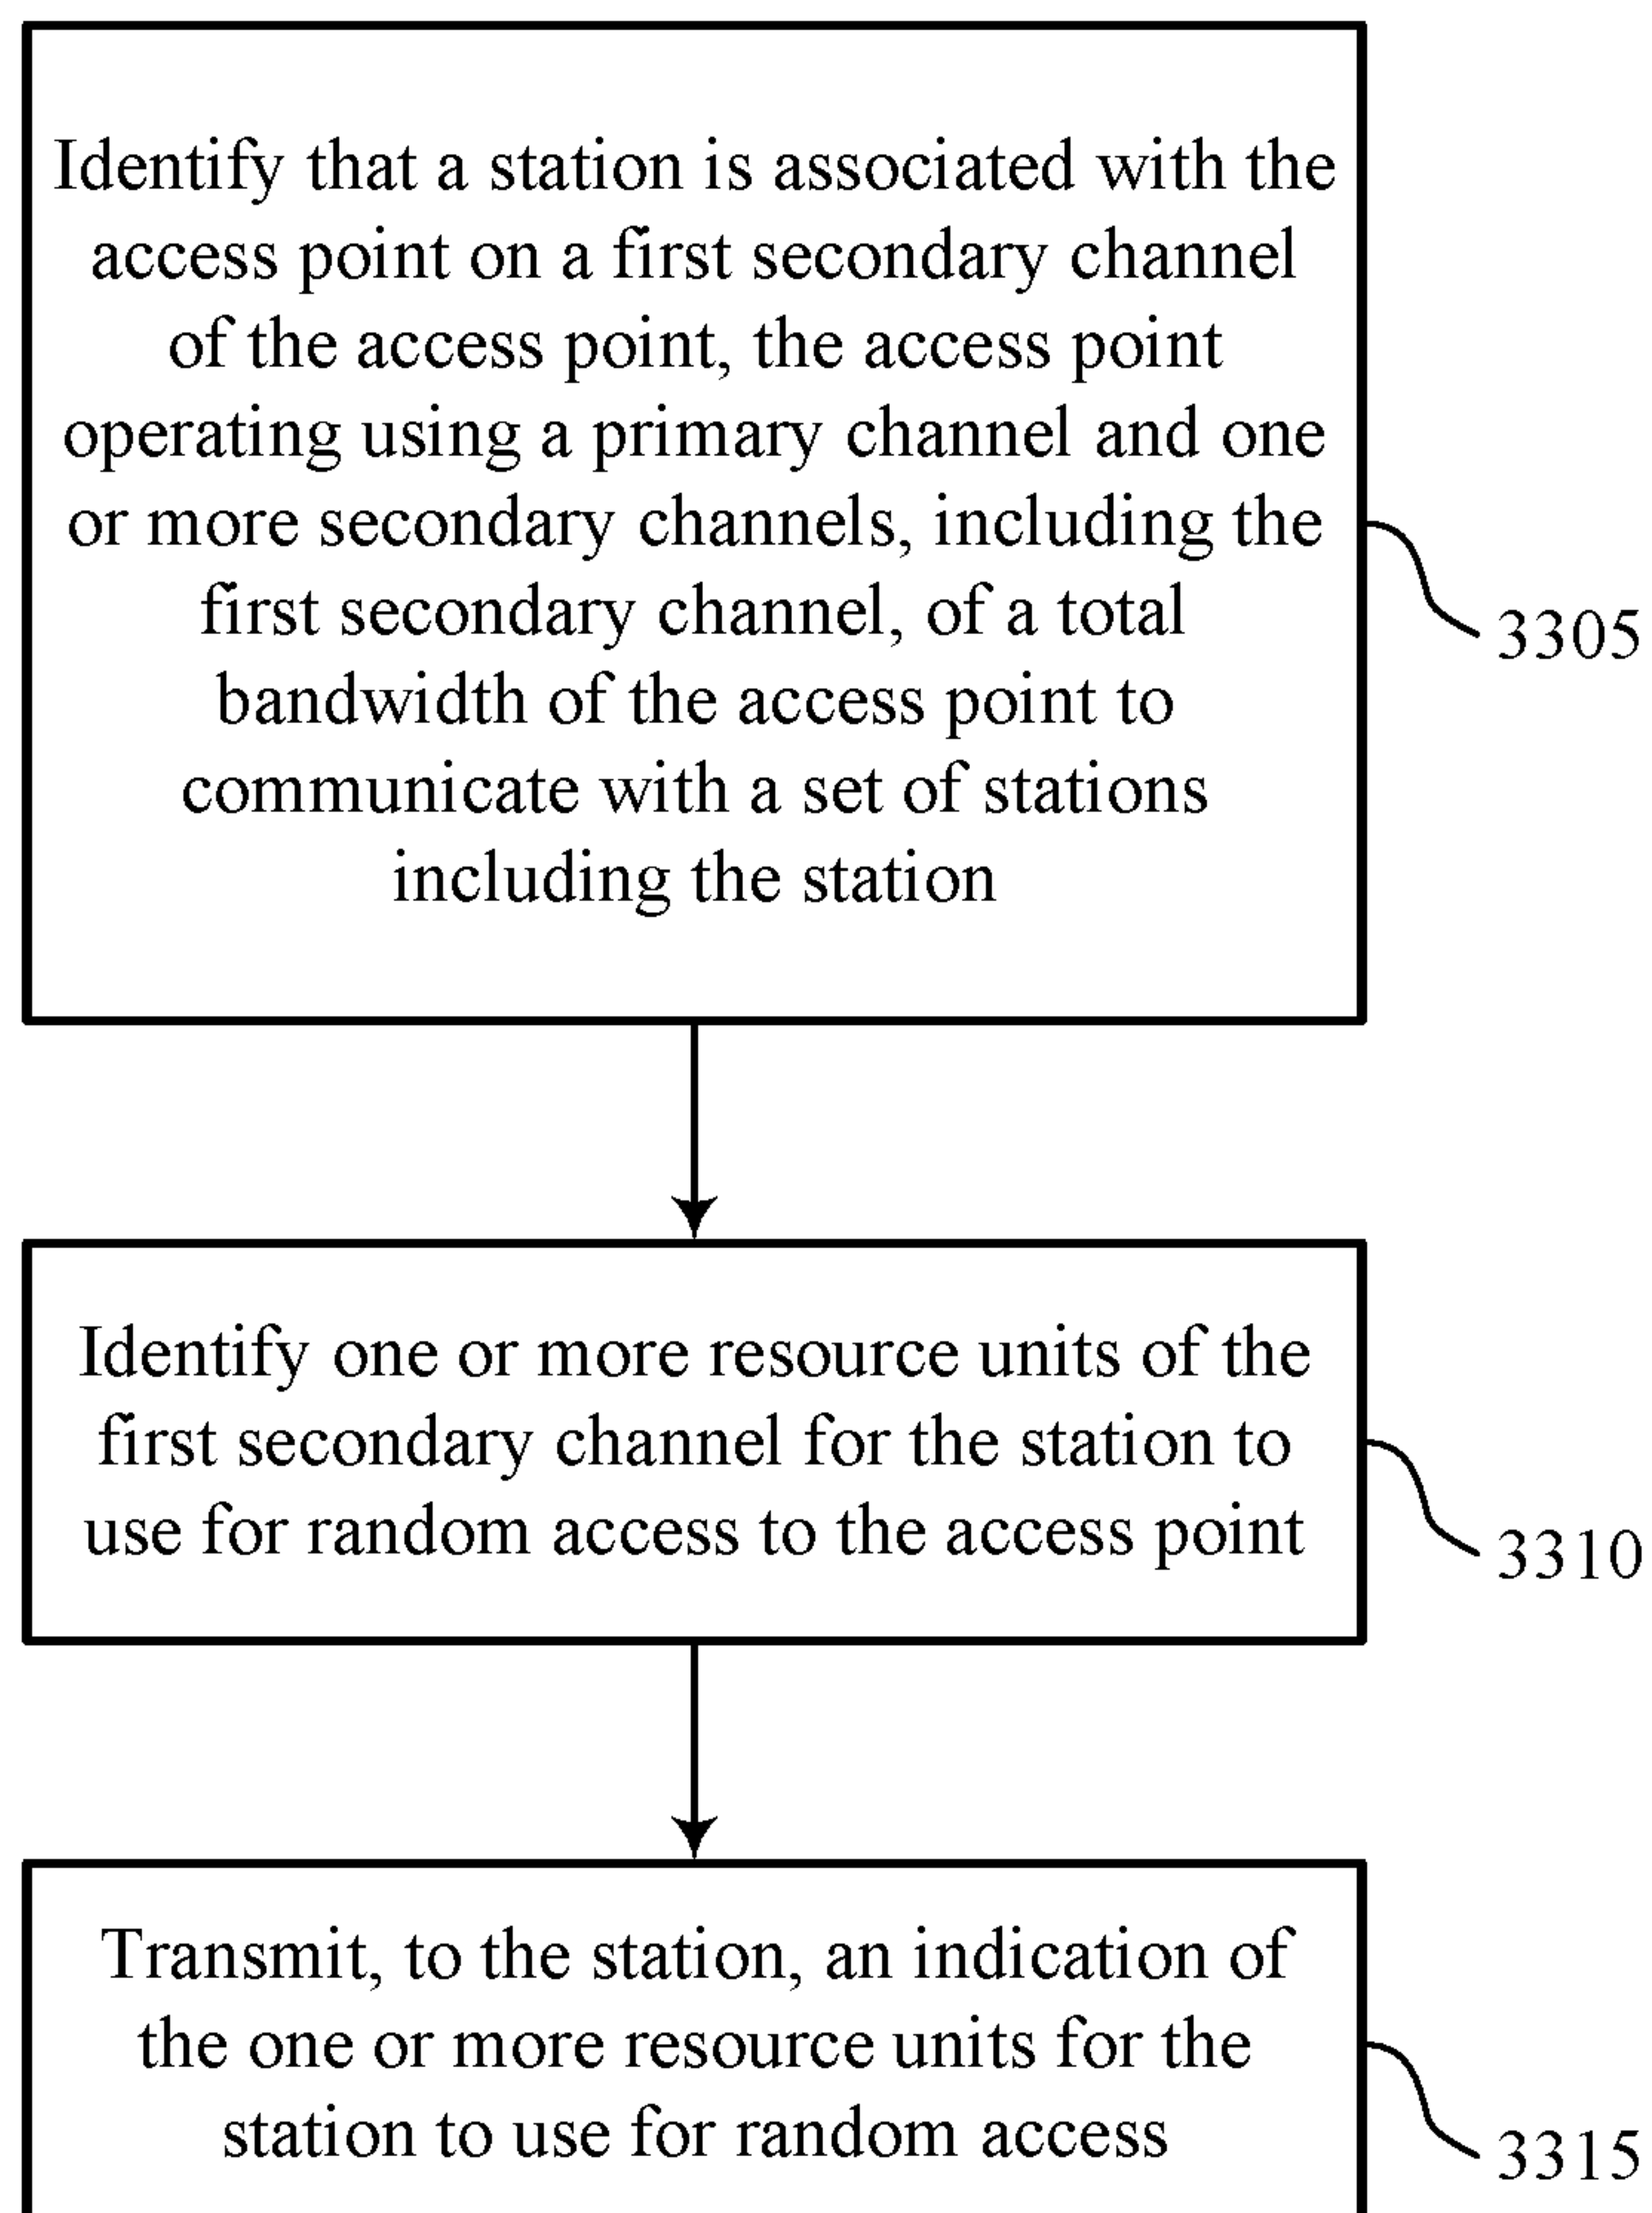 Identify that a station is associated with the
access point on a first secondary channel
of the access point, the access point
operating using a primary channel and one
or more secondary channels, including the
first secondary channel, of a total
bandwidth of the access point to
communicate with a set of stations
including the station
3305
Identify one or more resource units of the
first secondary channel for the station to
use for random access to the access point
3310
Transmit, to the station, an indication of
the one or more resource units for the
station to use for random access
3315